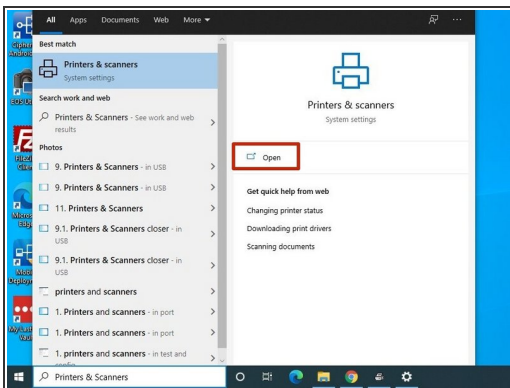 All Apps Documents Web More
Best match
Printers & scanners
System settings
Search work and web
Printers & Scanners - See work and web
results
Photos
9. Printers & Scanners - in USB
9. Printers & Scanners - in USB
11. Printers & Scanners
9.1. Printers & Scanners closer - in
USB
9.1. Printers & Scanners closer - in
USB
printers and scanners
1. Printers and scanners - in port
1. Printers and scanners - in port
1. printers and scanners - in test and
Printers & scanners
System settings
Open
Get quick help from web
Changing printer status
Downloading print drivers
Scanning documents
Printers & Scanners